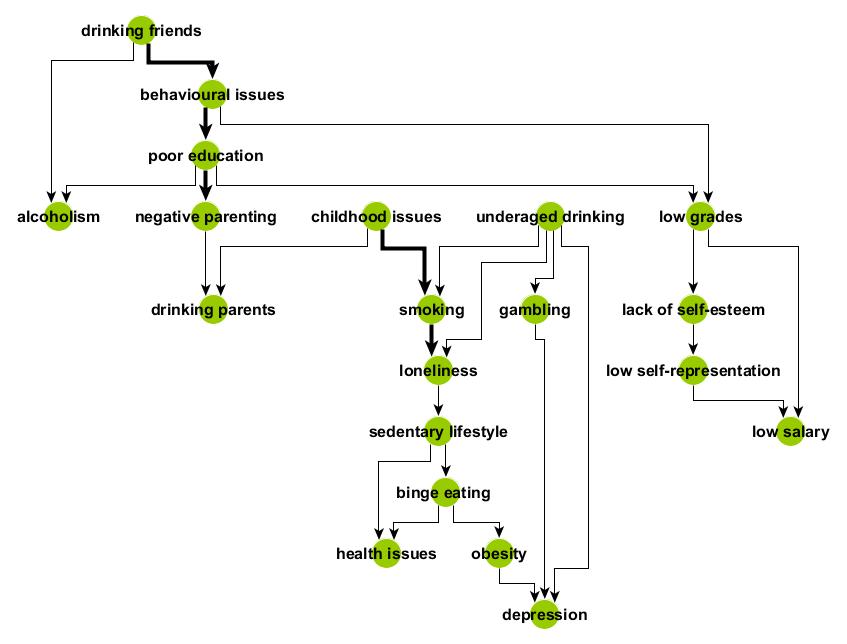 drinking friends
behavioural issues
poor education
alcoholism
negative parenting
childhood issues
underaged drinking
low grades
drinking parents
smoking
gambling
lack of self-esteem
loneliness
low self-representation
sedentary lifestyle
low salary
binge eating
health issues
obesity
depression